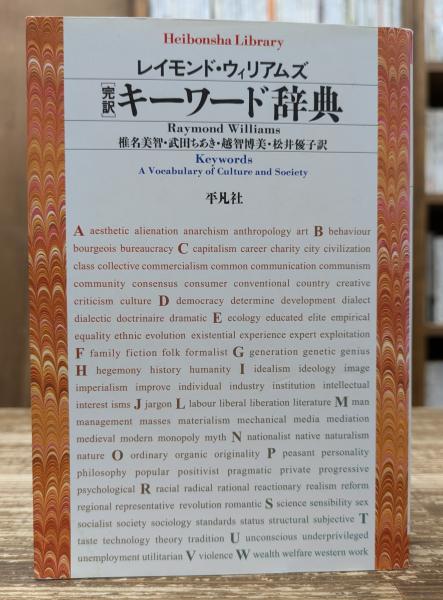 Heibonsha Library
レイモンド・ウィリアムズ
[完訳]キーワード辞典
Raymond Williams
椎名美智・武田ちあき・越智博美・松井優子訳
Keywords
A Vocabulary of Culture and Society
平凡社
A aesthetic alienation anarchism anthropology art B behaviour
bourgeois bureaucracy C capitalism career charity city civilization
class collective commercialism common communication communism
community consensus consumer conventional country creative
criticism culture D democracy determine development dialect
dialectic doctrinaire dramatic E ecology educated elite empirical
equality ethnic evolution existential experience expert exploitation
F family fiction folk formalist G generation genetic genius
H hegemony history humanity I idealism ideology image
imperialism improve individual industry institution intellectual
interest isms J jargon L labour liberal liberation literature M man
management masses materialism mechanical media mediation
medieval modern monopoly myth N nationalist native naturalism
nature O ordinary organic originality P peasant personality
philosophy popular positivist pragmatic private progressive
psychological R racial radical rational reactionary realism reform
regional representative revolution romantic S science sensibility sex
socialist society sociology standards status structural subjective T
taste technology theory tradition U unconscious underprivileged
unemployment utilitarian V violence W wealth welfare western work